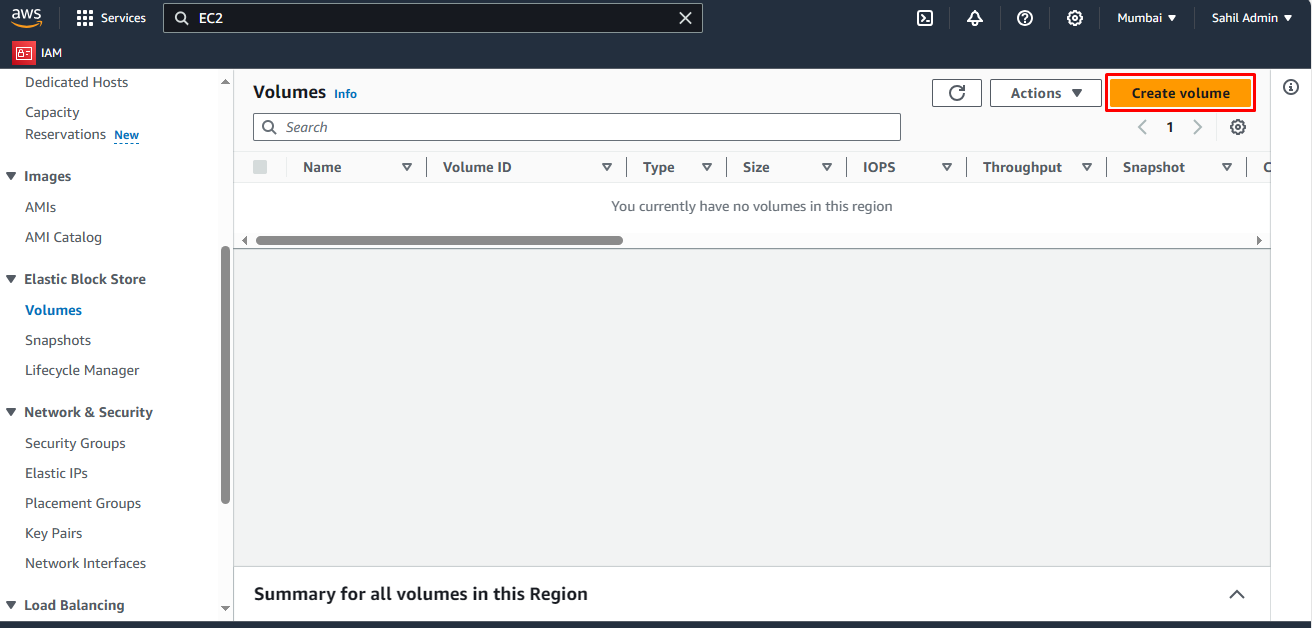 aws
Services
EC2
Mumbai
Sahil Admin
IAM
Dedicated Hosts
Capacity
Reservations New
Images
AMIs
AMI Catalog
Elastic Block Store
Volumes
Snapshots
Lifecycle Manager
Network & Security
Security Groups
Elastic IPs
Placement Groups
Key Pairs
Network Interfaces
Load Balancing
Volumes Info
Actions
Create volume
Search
1
Name Volume ID Type Size IOPS Throughput Snapshot
You currently have no volumes in this region
Summary for all volumes in this Region